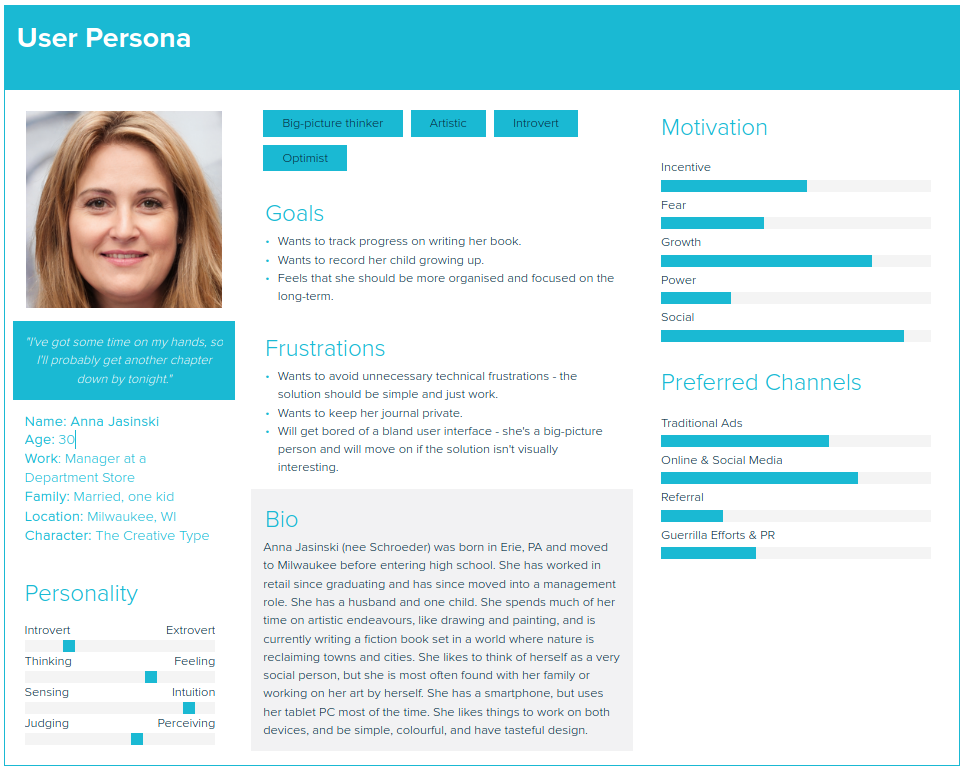 User Persona
"I've got some time on my hands, so
I'll probably get another chapter
down by tonight."
Name: Anna Jasinski
Age: 30
Work: Manager at a
Department Store
Family: Married, one kid
Location: Milwaukee, WI
Character: The Creative Type
Personality
Introvert Extrovert
Thinking Feeling
Sensing Intuition
Judging Perceiving
Big-picture thinker Artistic Introvert
Optimist
Goals
• Wants to track progress on writing her book.
• Wants to record her child growing up.
• Feels that she should be more organised and focused on the
long-term.
Frustrations
• Wants to avoid unnecessary technical frustrations - the
solution should be simple and just work.
• Wants to keep her journal private.
• Will get bored of a bland user interface - she's a big-picture
person and will move on if the solution isn't visually
interesting.
Bio
Anna Jasinski (nee Schroeder) was born in Erie, PA and moved
to Milwaukee before entering high school. She has worked in
retail since graduating and has since moved into a management
role. She has a husband and one child. She spends much of her
time on artistic endeavours, like drawing and painting, and is
currently writing a fiction book set in a world where nature is
reclaiming towns and cities. She likes to think of herself as a very
social person, but she is most often found with her family or
working on her art by herself. She has a smartphone, but uses
her tablet PC most of the time. She likes things to work on both
devices, and be simple, colourful, and have tasteful design.
Motivation
Incentive
Fear
Growth
Power
Social
Preferred Channels
Traditional Ads
Online & Social Media
Referral
Guerrilla Efforts & PR